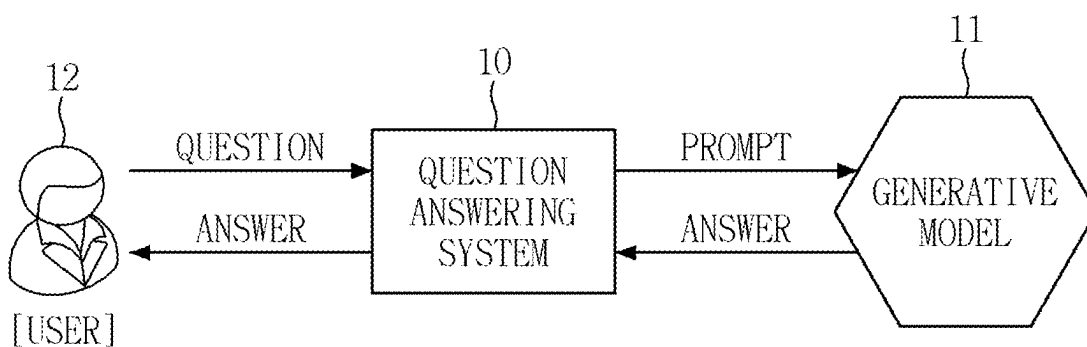 12
10
11
QUESTION
PROMPT
QUESTION
ANSWERING
SYSTEM
GENERATIVE
MODEL
ANSWER
ANSWER
[USER]